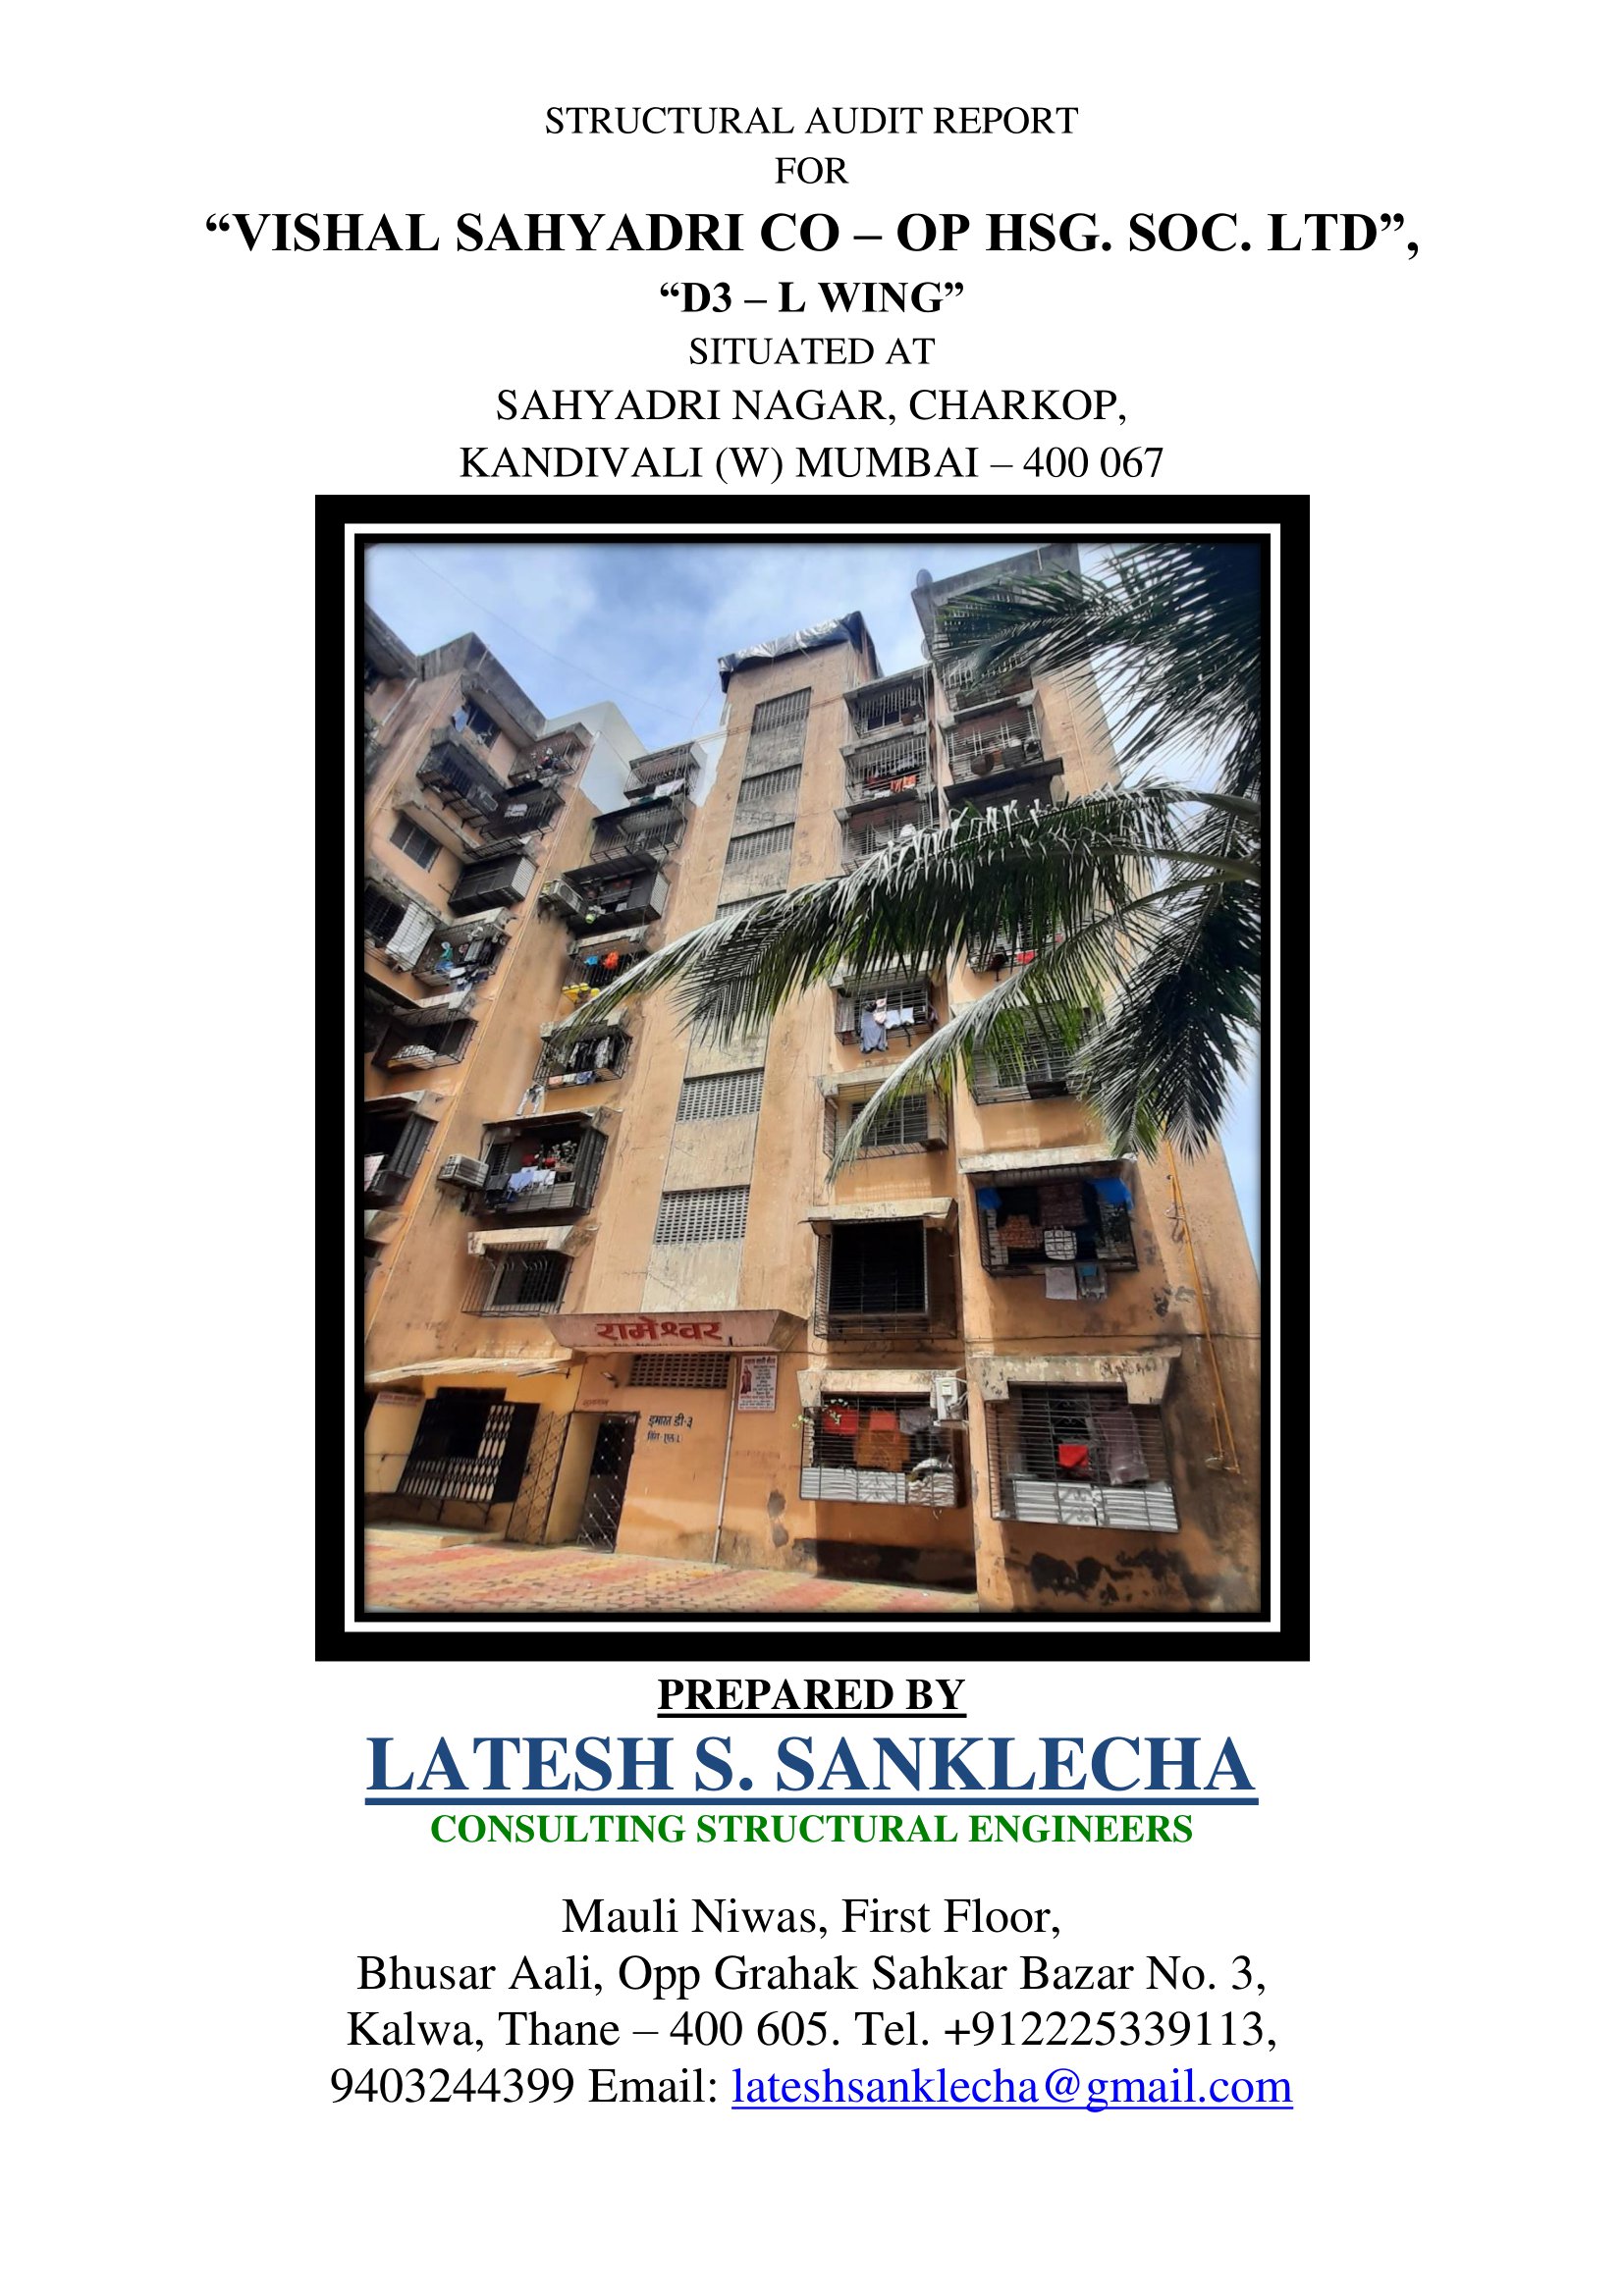 STRUCTURAL AUDIT REPORT
FOR
“VISHAL SAHYADRI CO – OP HSG. SOC. LTD”,
“D3 – L WING”
SITUATED AT
SAHYADRI NAGAR, CHARKOP,
KANDIVALI (W) MUMBAI – 400 067
रामेश्वर
इमारत डी-३
PREPARED BY
LATESH S. SANKLECHA
CONSULTING STRUCTURAL ENGINEERS
Mauli Niwas, First Floor,
Bhusar Aali, Opp Grahak Sahkar Bazar No. 3,
Kalwa, Thane – 400 605. Tel. +912225339113,
9403244399 Email: lateshsanklecha@gmail.com